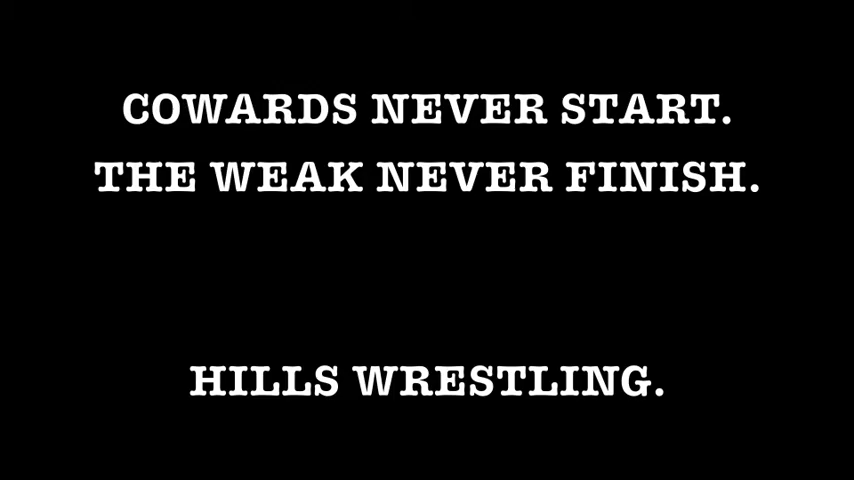 COWARDS NEVER START.
THE WEAK NEVER FINISH.
HILLS WRESTLING.